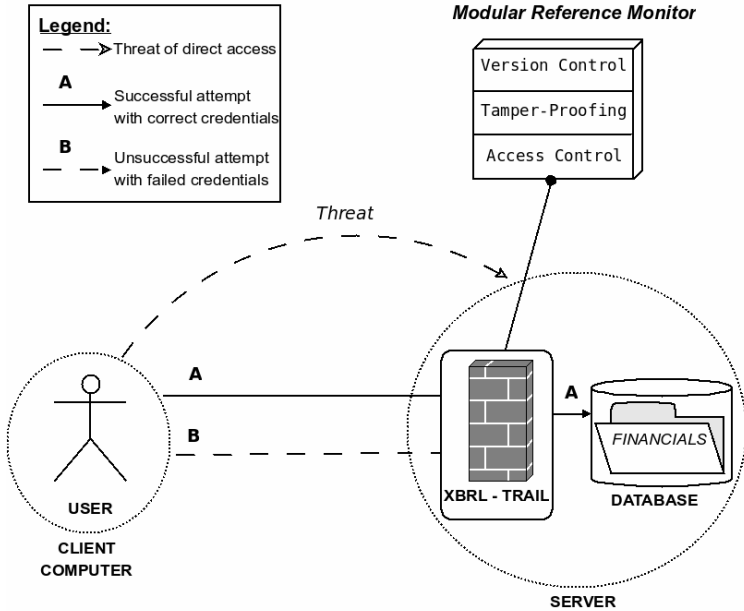 Modular Reference Monitor
Legend:
Threat of direct access
A
Successful attempt
with correct credentials
B
Unsuccessful attempt
with failed credentials
Version Control
Tamper-Proofing
Access Control
Threat
A
B
A
XBRL - TRAIL
FINANCIALS
DATABASE
USER
CLIENT
COMPUTER
SERVER